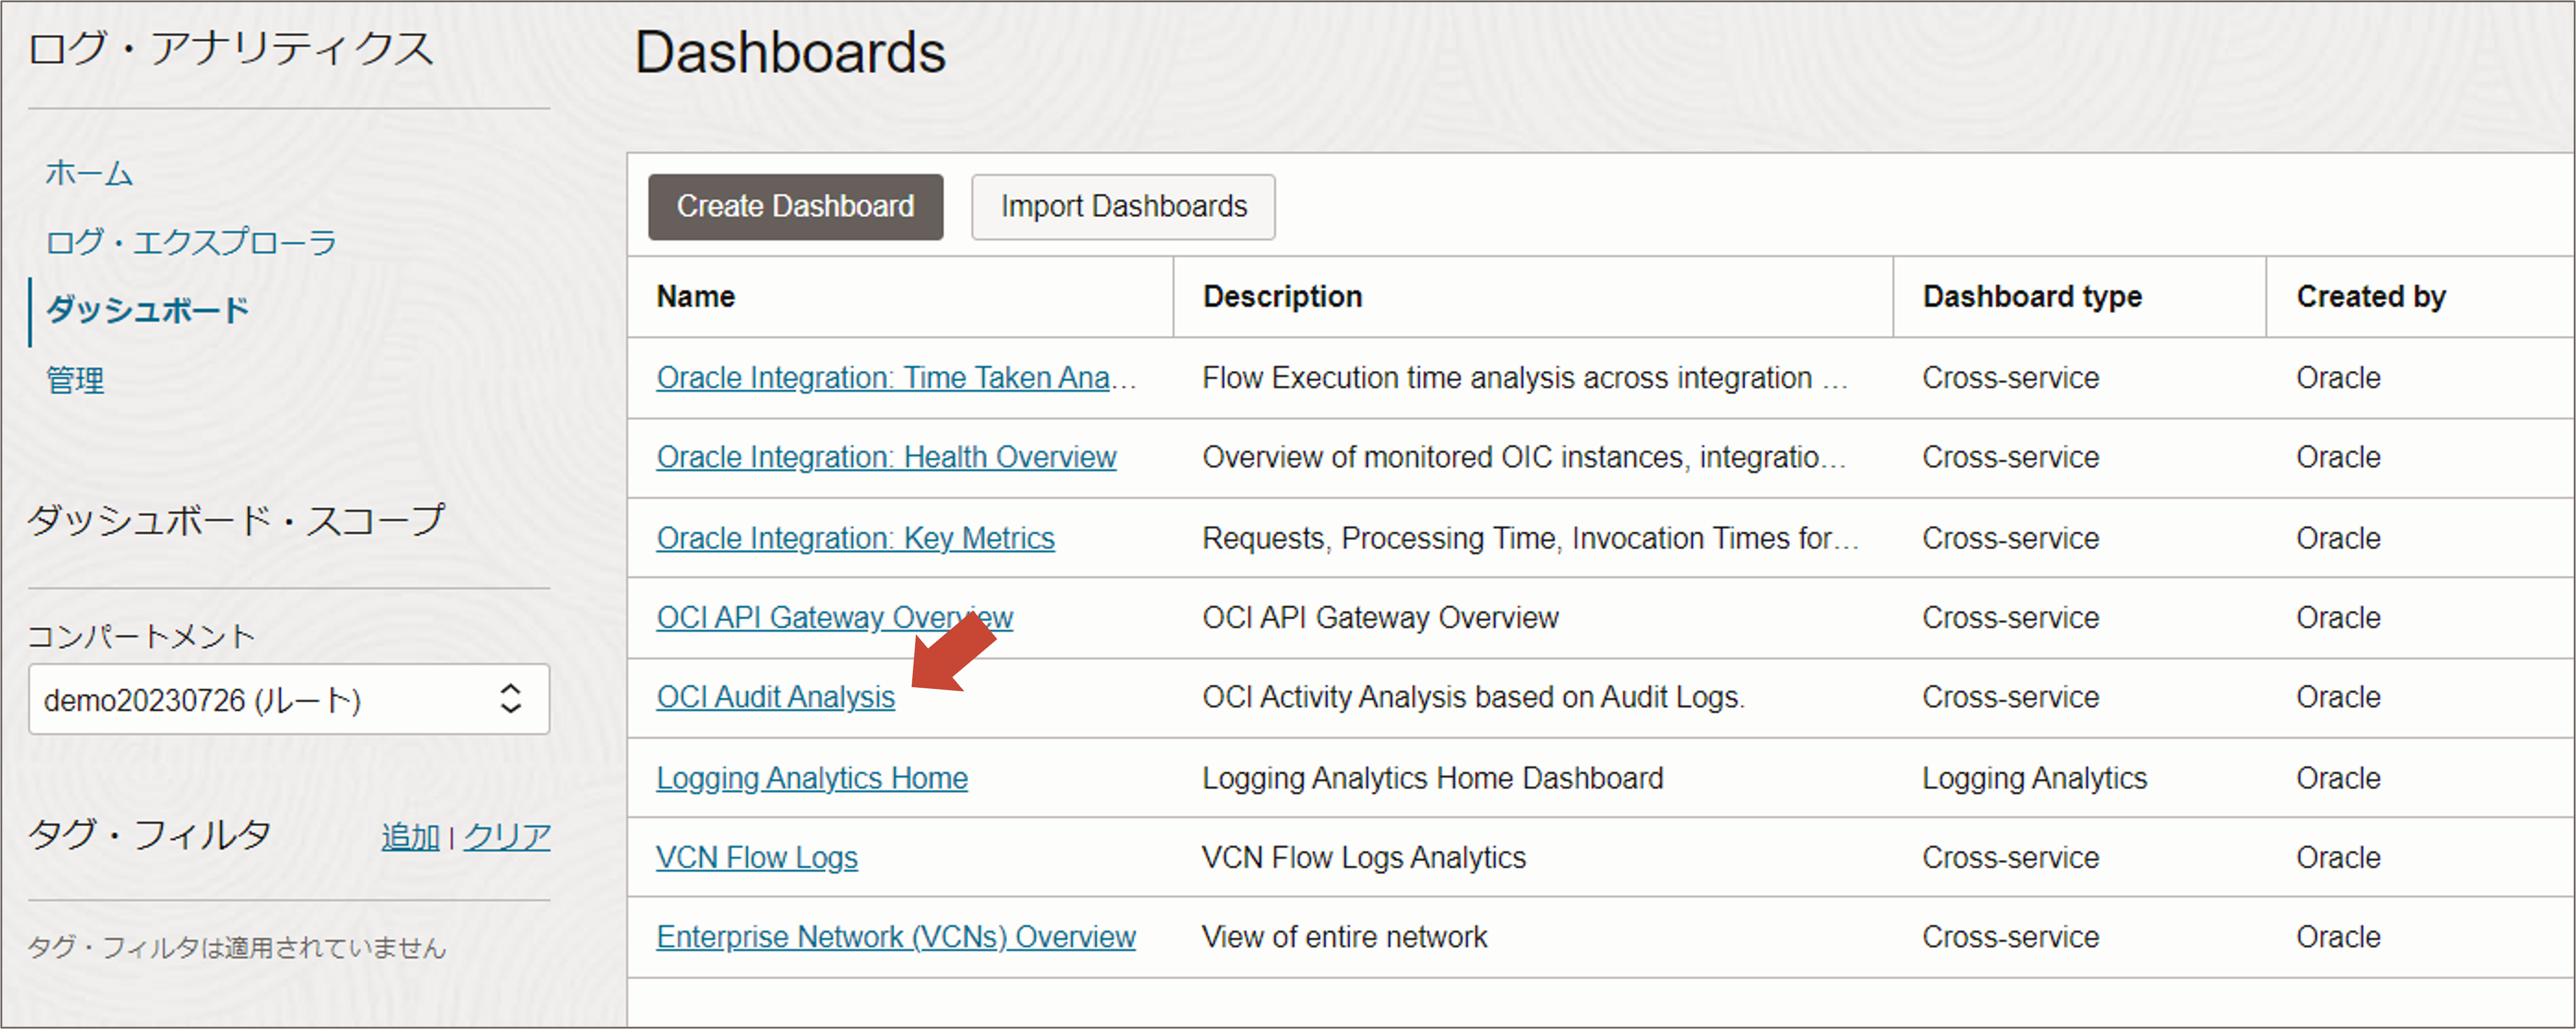 ログ・アナリティクス
ホーム
ログ・エクスプローラ
ダッシュボード
管理
ダッシュボード・スコープ
コンパートメント
demo20230726 (ルート)
タグ・フィルタ 追加 | クリア
タグ・フィルタは適用されていません
Dashboards
Create Dashboard Import Dashboards
Name Description Dashboard type Created by
Oracle Integration: Time Taken Ana... Flow Execution time analysis across integration ... Cross-service Oracle
Oracle Integration: Health Overview Overview of monitored OIC instances, integratio... Cross-service Oracle
Oracle Integration: Key Metrics Requests, Processing Time, Invocation Times for... Cross-service Oracle
OCI API Gateway Overview OCI API Gateway Overview Cross-service Oracle
OCI Audit Analysis OCI Activity Analysis based on Audit Logs. Cross-service Oracle
Logging Analytics Home Logging Analytics Home Dashboard Logging Analytics Oracle
VCN Flow Logs VCN Flow Logs Analytics Cross-service Oracle
Enterprise Network (VCNs) Overview View of entire network Cross-service Oracle